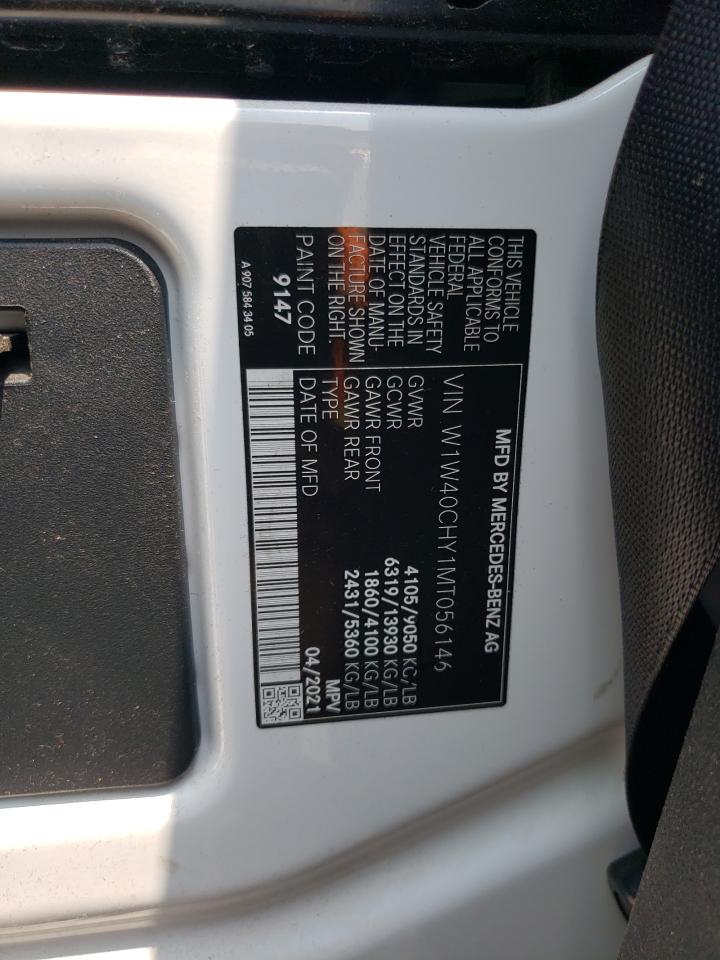 MFD BY MERCEDES-BENZ AG
VIN W1W40CHY1MT056146
THIS VEHICLE
CONFORMS TO
ALL APPLICABLE
FEDERAL
VEHICLE SAFETY
STANDARDS IN
EFFECT ON THE
DATE OF MANU-
FACTURE SHOWN
ON THE RIGHT.
PAINT CODE
9147
A 907 584 34 05
GVWR 4105/9050 KG/LB
GCWR 6319/13930 KG/LB
GAWR FRONT 1860/4100 KG/LB
GAWR REAR 2431/5360 KG/LB
TYPE MPV
DATE OF MFD 04/2021